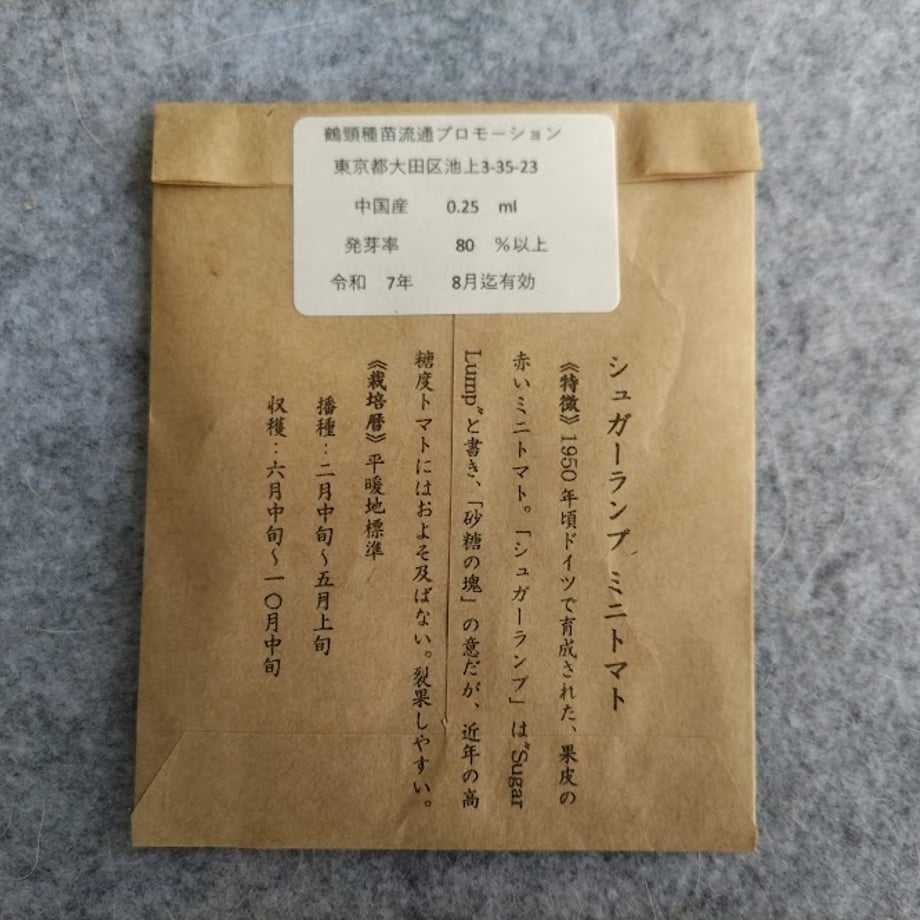 鶴頸種苗流通プロモーション
東京都大田区池上3-35-23
中国産 0.25 ml
発芽率 80 %以上
令和 7年 8月迄有効
シュガーランプ ミニトマト
《特徴》1950年頃ドイツで育成された、果皮の
赤いミニトマト。「シュガーランプ」は〝Sugar
Lump〟と書き、「砂糖の塊」の意だが、近年の高
糖度トマトにはおよそ及ばない。裂果しやすい。
《栽培暦》平暖地標準
播種：二月中旬～五月上旬
収穫：六月中旬～一〇月中旬